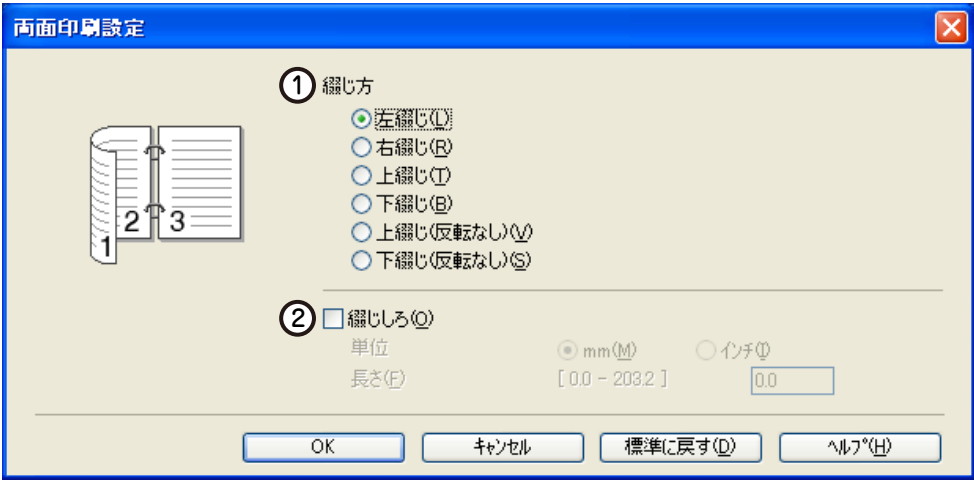 両面印刷設定
① 綴じ方
左綴じ(L)
右綴じ(R)
上綴じ(T)
下綴じ(B)
上綴じ(反転なし)(V)
下綴じ(反転なし)(S)
1 2 3
② 綴じしろ(O)
単位 mm(M) インチ(I)
長さ(F) [ 0.0 - 203.2 ] 0.0
OK キャンセル 標準に戻す(D) ヘルプ(H)